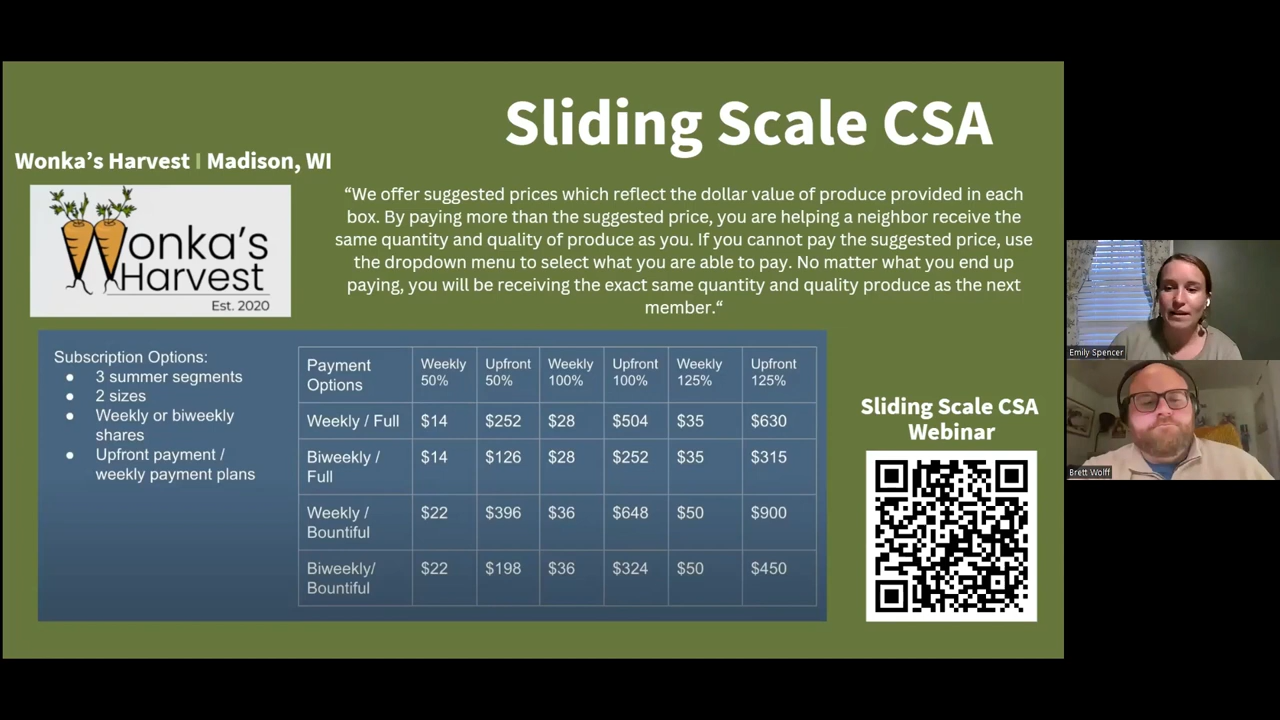 Sliding Scale CSA
Wonka's Harvest | Madison, WI
Wonka's
Harvest
Est. 2020
“We offer suggested prices which reflect the dollar value of produce provided in each
box. By paying more than the suggested price, you are helping a neighbor receive the
same quantity and quality of produce as you. If you cannot pay the suggested price, use
the dropdown menu to select what you are able to pay. No matter what you end up
paying, you will be receiving the exact same quantity and quality produce as the next
member.“
Subscription Options:
● 3 summer segments
● 2 sizes
● Weekly or biweekly
shares
● Upfront payment /
weekly payment plans
Payment Options Weekly 50% Upfront 50% Weekly 100% Upfront 100% Weekly 125% Upfront 125%
Weekly / Full $14 $252 $28 $504 $35 $630
Biweekly / Full $14 $126 $28 $252 $35 $315
Weekly / Bountiful $22 $396 $36 $648 $50 $900
Biweekly/ Bountiful $22 $198 $36 $324 $50 $450
Sliding Scale CSA
Webinar
Emily Spencer
Brett Wolff